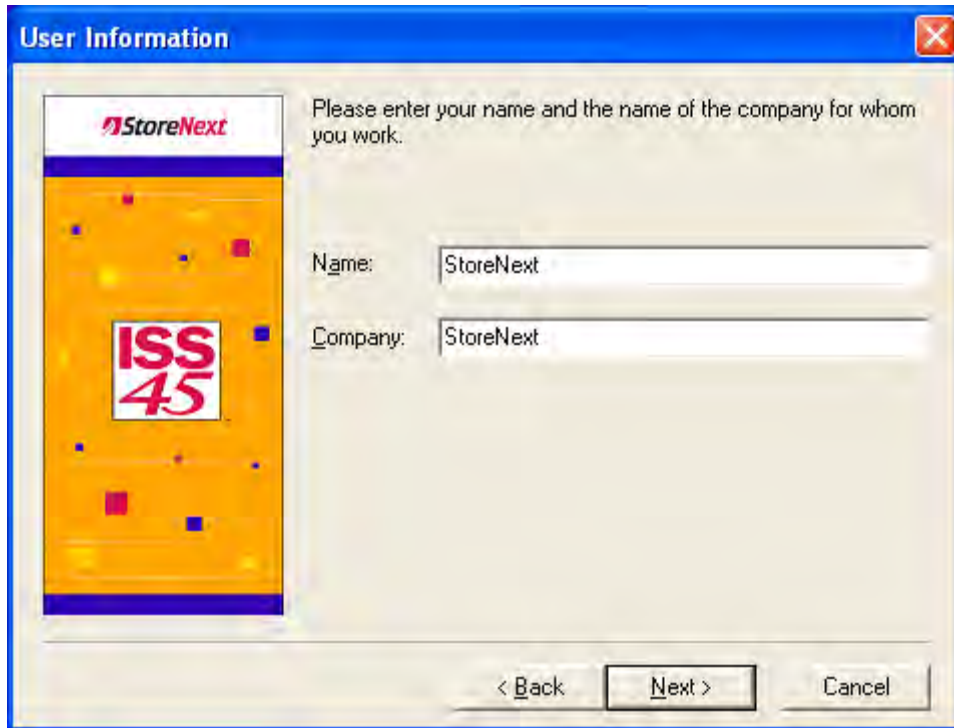 User Information
StoreNext
Please enter your name and the name of the company for whom
you work.
ISS
45
Name:
StoreNext
Company:
StoreNext
< Back
Next >
Cancel